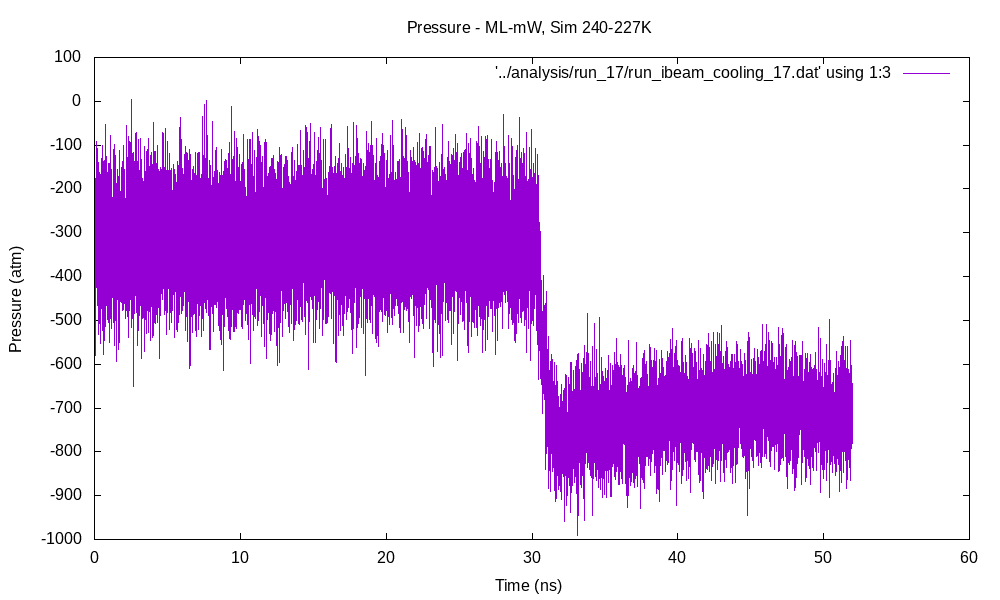 Pressure - ML-mW, Sim 240-227K
'../analysis/run_17/run_ibeam_cooling_17.dat' using 1:3
100
0
-100
-200
-300
-400
-500
-600
-700
-800
-900
-1000
Pressure (atm)
0 10 20 30 40 50 60
Time (ns)